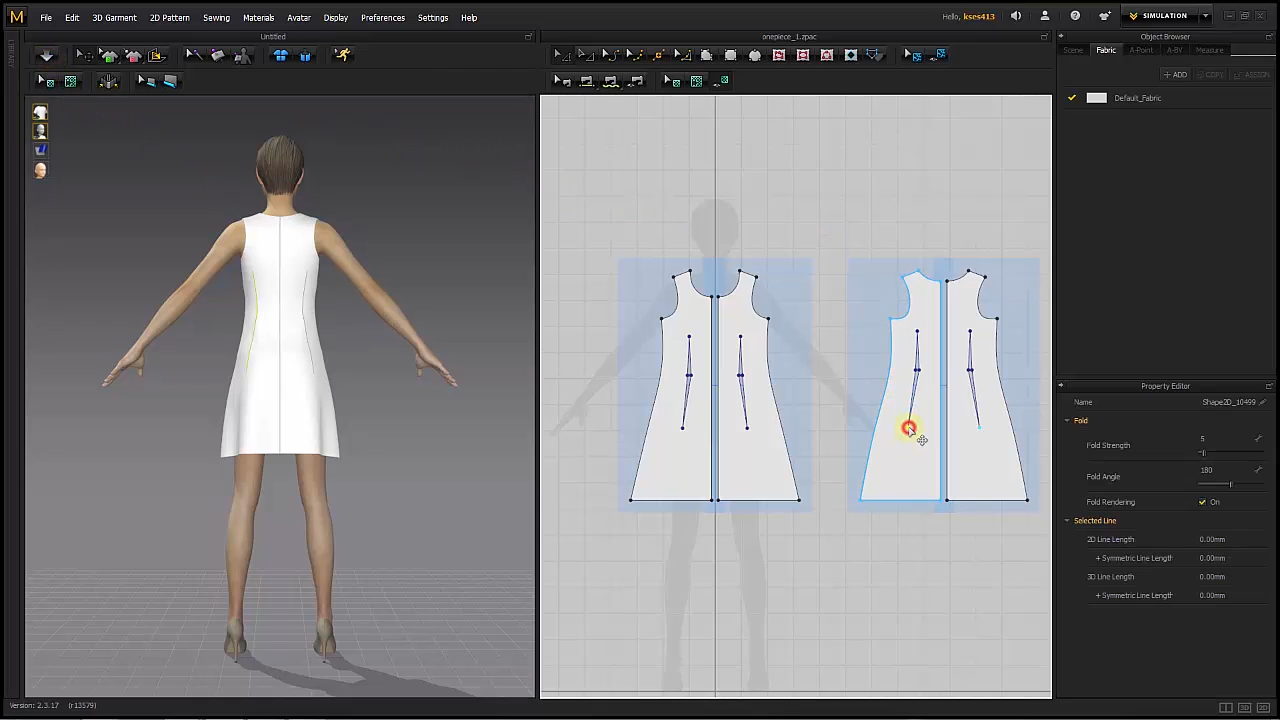 M File Edit 3D Garment 2D Pattern Sewing Materials Avatar Display Preferences Settings Help
Hello, kses413
SIMULATION
Untitled
onepiece_1.zpac
Object Browser
LIBRARY
Scene Fabric A-Point A-BV Measure
+ ADD COPY ASSIGN
Default_Fabric
Property Editor
Name Shape2D_10499
Fold
Fold Strength 5
Fold Angle 180
Fold Rendering On
Selected Line
2D Line Length 0.00mm
+ Symmetric Line Length 0.00mm
3D Line Length 0.00mm
+ Symmetric Line Length 0.00mm
Version: 2.3.17 (r13579)
3D 2D